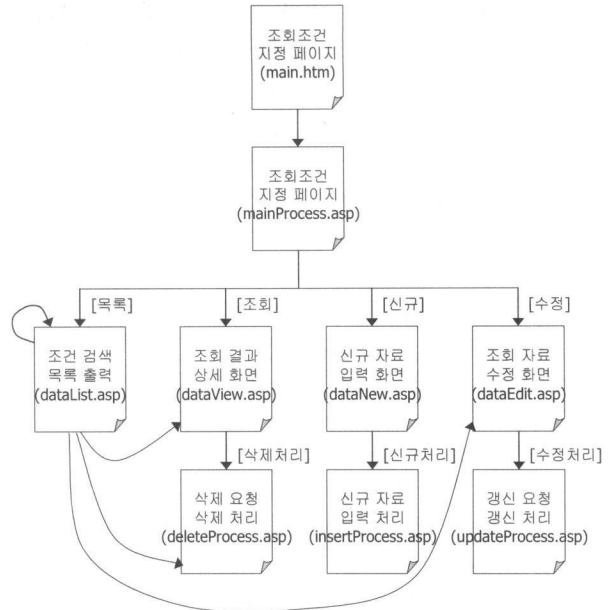 조회조건
지정 페이지
(main.htm)
조회조건
지정 페이지
(mainProcess.asp)
[목록]
[조회]
[신규]
[수정]
조건 검색
목록 출력
(dataList.asp)
조회 결과
상세 화면
(dataView.asp)
신규 자료
입력 화면
(dataNew.asp)
조회 자료
수정 화면
(dataEdit.asp)
[삭제처리]
[신규처리]
[수정처리]
삭제 요청
삭제 처리
(deleteProcess.asp)
신규 자료
입력 처리
(insertProcess.asp)
갱신 요청
갱신 처리
(updateProcess.asp)